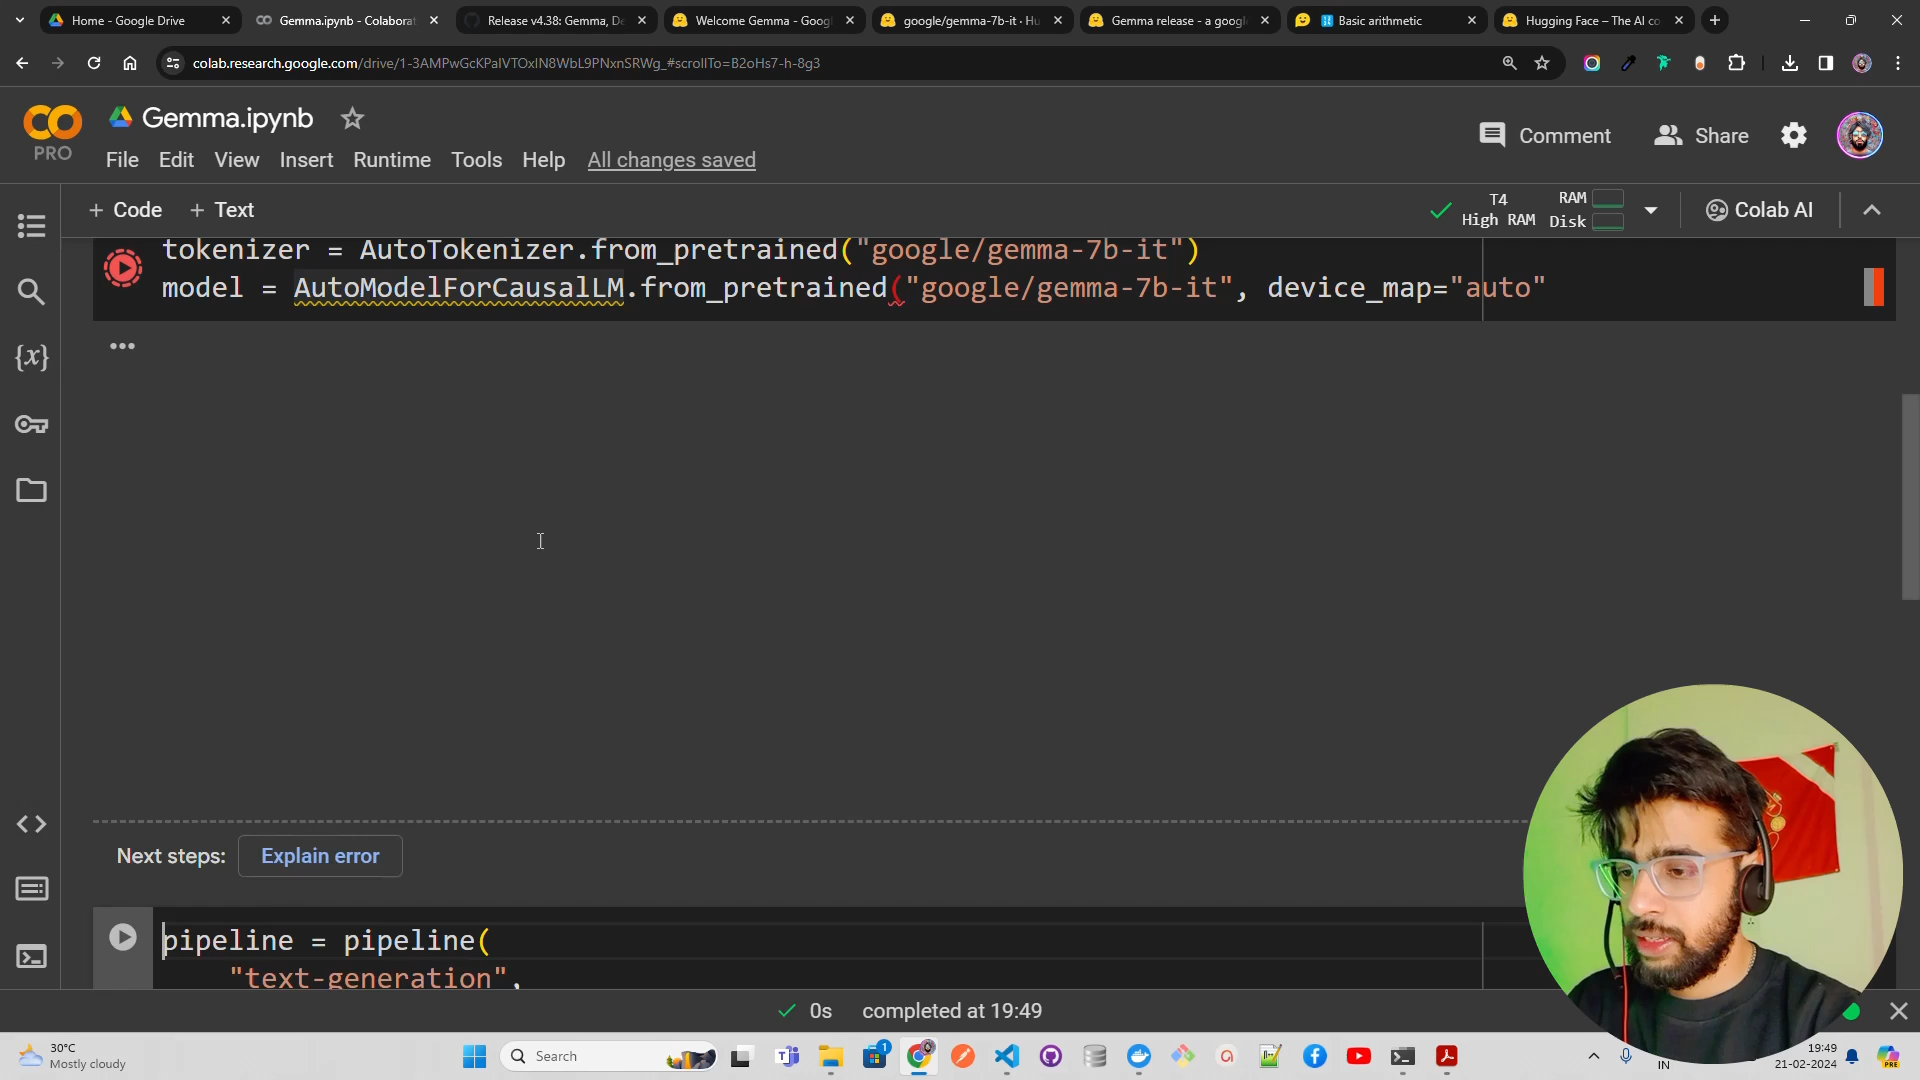 Home - Google Drive
Gemma.ipynb - Colaborat
Release v4.38: Gemma, De
Welcome Gemma - Googl
google/gemma-7b-it · Hu
Gemma release - a googl
Basic arithmetic
Hugging Face – The AI co
colab.research.google.com/drive/1-3AMPwGcKPaIVTOxIN8WbL9PNxnSRWg_#scrollTo=B2oHs7-h-8g3
PRO
Gemma.ipynb
File Edit View Insert Runtime Tools Help All changes saved
Comment
Share
+ Code + Text
T4
High RAM
RAM
Disk
Colab AI
tokenizer = AutoTokenizer.from_pretrained("google/gemma-7b-it")
model = AutoModelForCausalLM.from_pretrained("google/gemma-7b-it", device_map="auto"
Next steps: Explain error
pipeline = pipeline(
"text-generation",
0s completed at 19:49
30°C
Mostly cloudy
Search
1
IN
19:49
21-02-2024
PRE